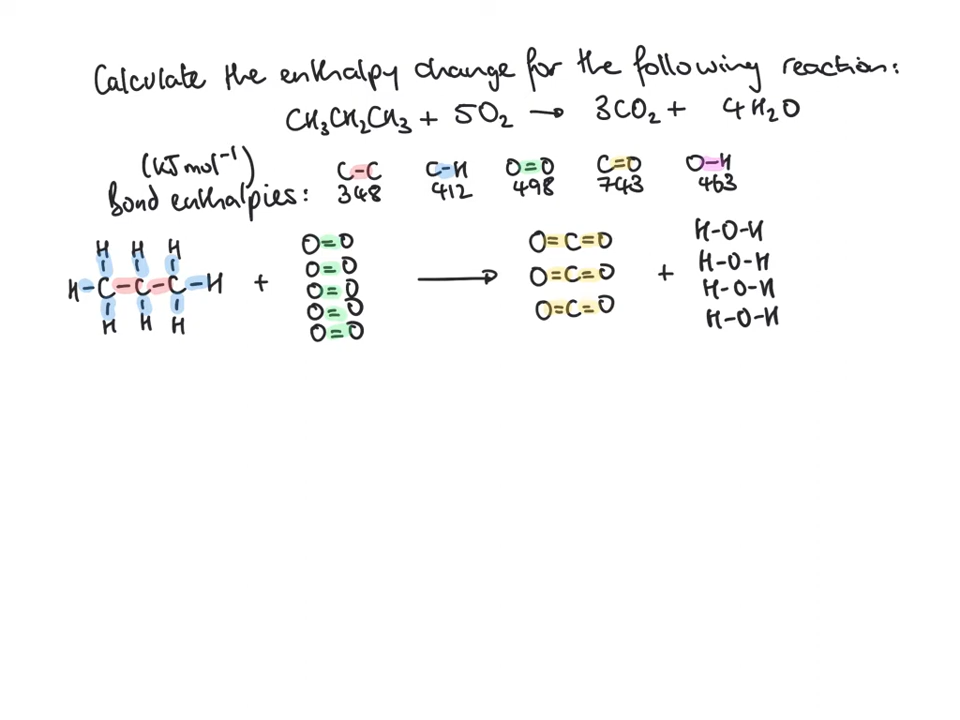 Calculate the enthalpy change for the following reaction:
CH₃CH₂CH₃ + 5O₂ → 3CO₂ + 4H₂O
(kJ mol⁻¹)
Bond enthalpies:
C-C C-H O=O C=O O-H
348 412 498 743 463
H H H
H-C-C-C-H
H H H
+
O=O
O=O
O=O
O=O
O=O
→
O=C=O
O=C=O
O=C=O
+
H-O-H
H-O-H
H-O-H
H-O-H